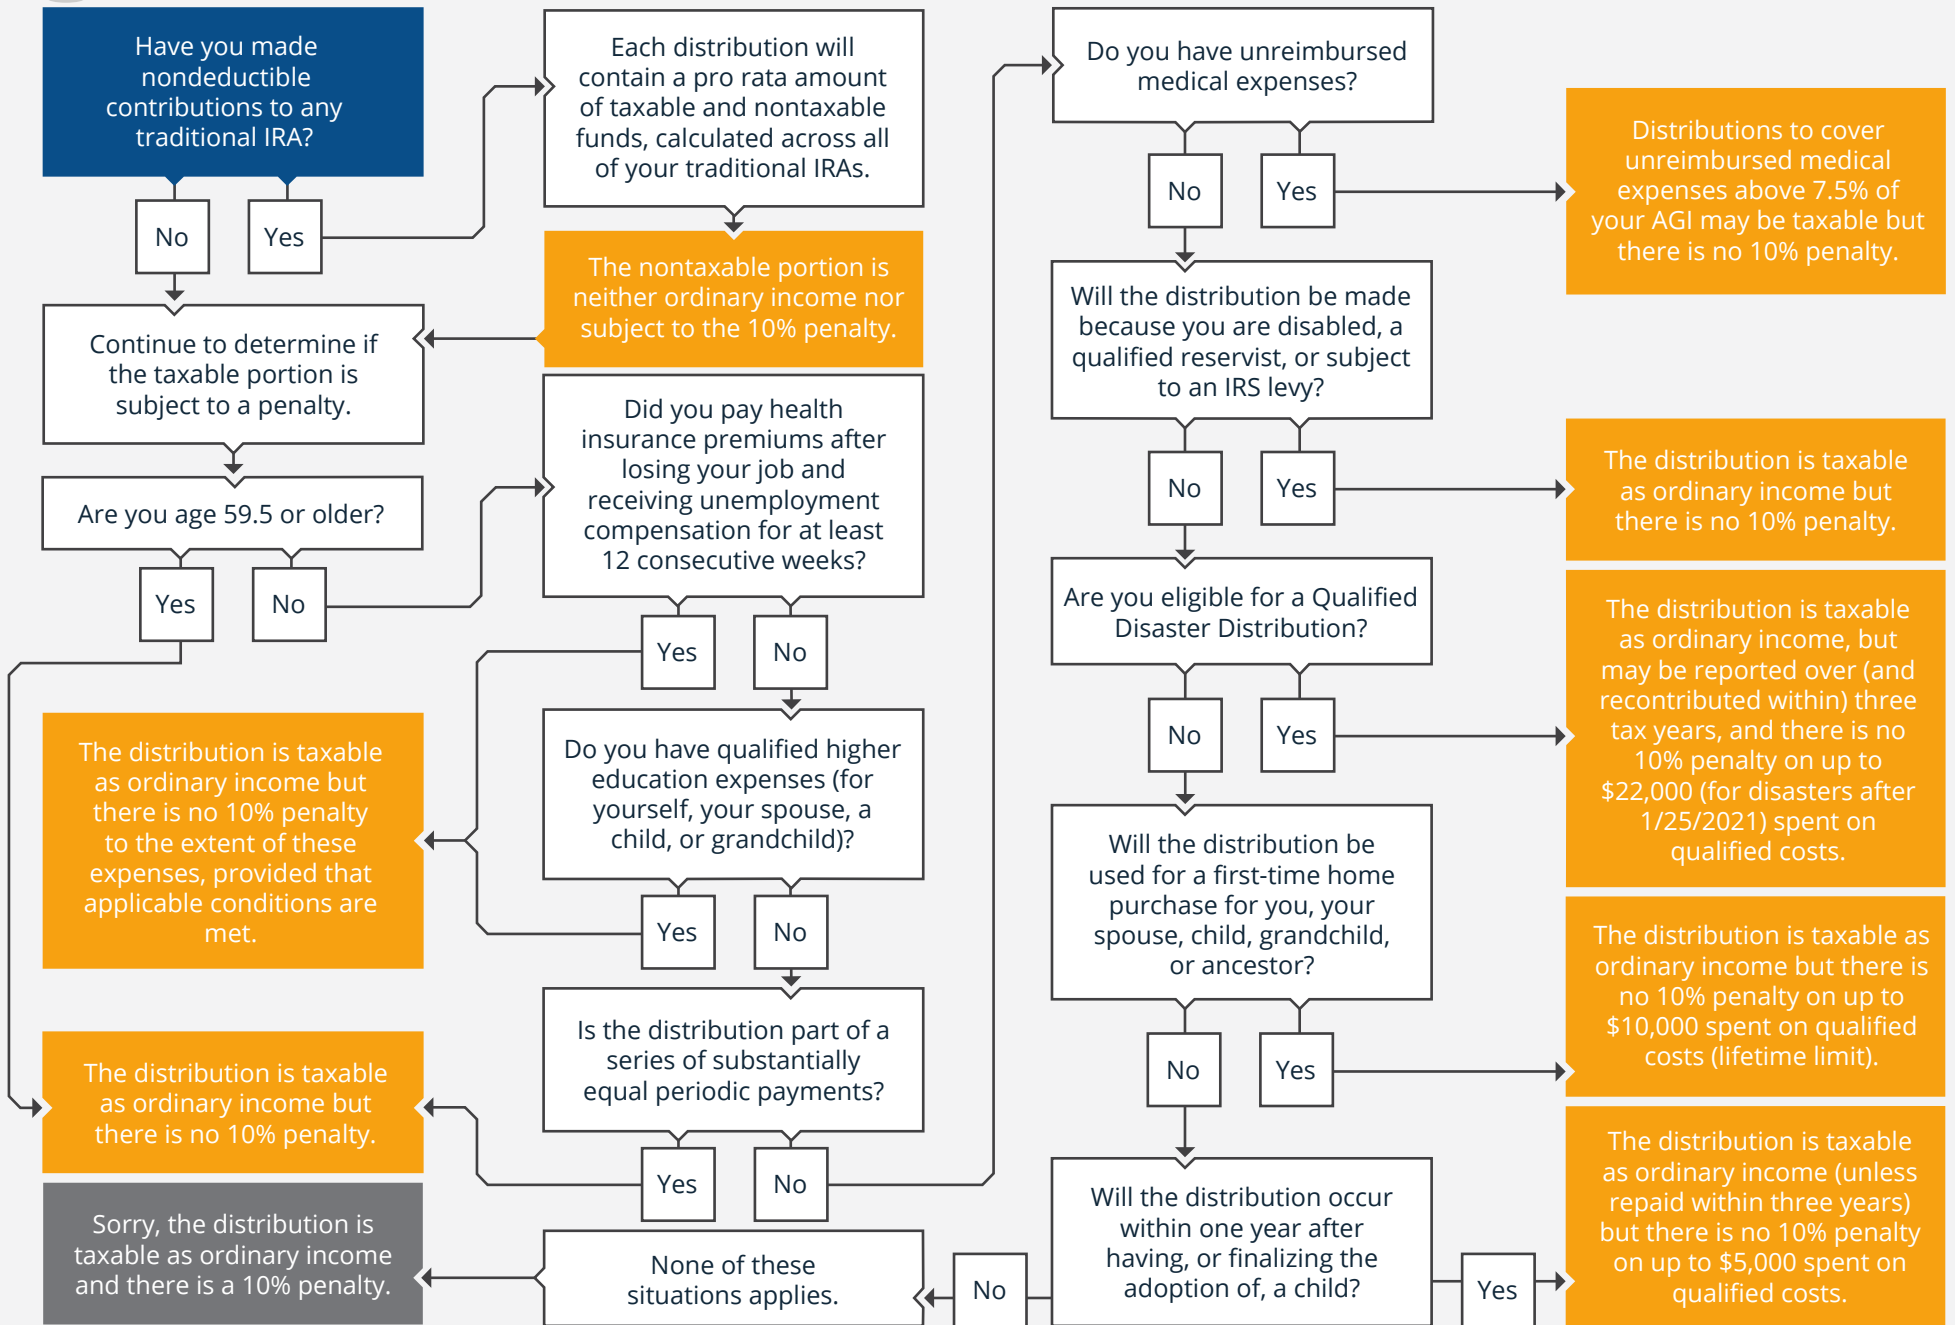 Have you made
nondeductible
contributions to any
traditional IRA?
No
Yes
Each distribution will
contain a pro rata amount
of taxable and nontaxable
funds, calculated across all
of your traditional IRAs.
The nontaxable portion is
neither ordinary income nor
subject to the 10% penalty.
Continue to determine if
the taxable portion is
subject to a penalty.
Are you age 59.5 or older?
Yes
No
The distribution is taxable
as ordinary income but
there is no 10% penalty
to the extent of these
expenses, provided that
applicable conditions are
met.
The distribution is taxable
as ordinary income but
there is no 10% penalty.
Sorry, the distribution is
taxable as ordinary income
and there is a 10% penalty.
Did you pay health
insurance premiums after
losing your job and
receiving unemployment
compensation for at least
12 consecutive weeks?
Yes
No
Do you have qualified higher
education expenses (for
yourself, your spouse, a
child, or grandchild)?
Yes
No
Is the distribution part of a
series of substantially
equal periodic payments?
Yes
No
None of these
situations applies.
Do you have unreimbursed
medical expenses?
No
Yes
Distributions to cover
unreimbursed medical
expenses above 7.5% of
your AGI may be taxable but
there is no 10% penalty.
Will the distribution be made
because you are disabled, a
qualified reservist, or subject
to an IRS levy?
No
Yes
The distribution is taxable
as ordinary income but
there is no 10% penalty.
Are you eligible for a Qualified
Disaster Distribution?
No
Yes
The distribution is taxable
as ordinary income, but
may be reported over (and
recontributed within) three
tax years, and there is no
10% penalty on up to
$22,000 (for disasters after
1/25/2021) spent on
qualified costs.
Will the distribution be
used for a first-time home
purchase for you, your
spouse, child, grandchild,
or ancestor?
No
Yes
The distribution is taxable as
ordinary income but there is
no 10% penalty on up to
$10,000 spent on qualified
costs (lifetime limit).
Will the distribution occur
within one year after
having, or finalizing the
adoption of, a child?
No
Yes
The distribution is taxable
as ordinary income (unless
repaid within three years)
but there is no 10% penalty
on up to $5,000 spent on
qualified costs.